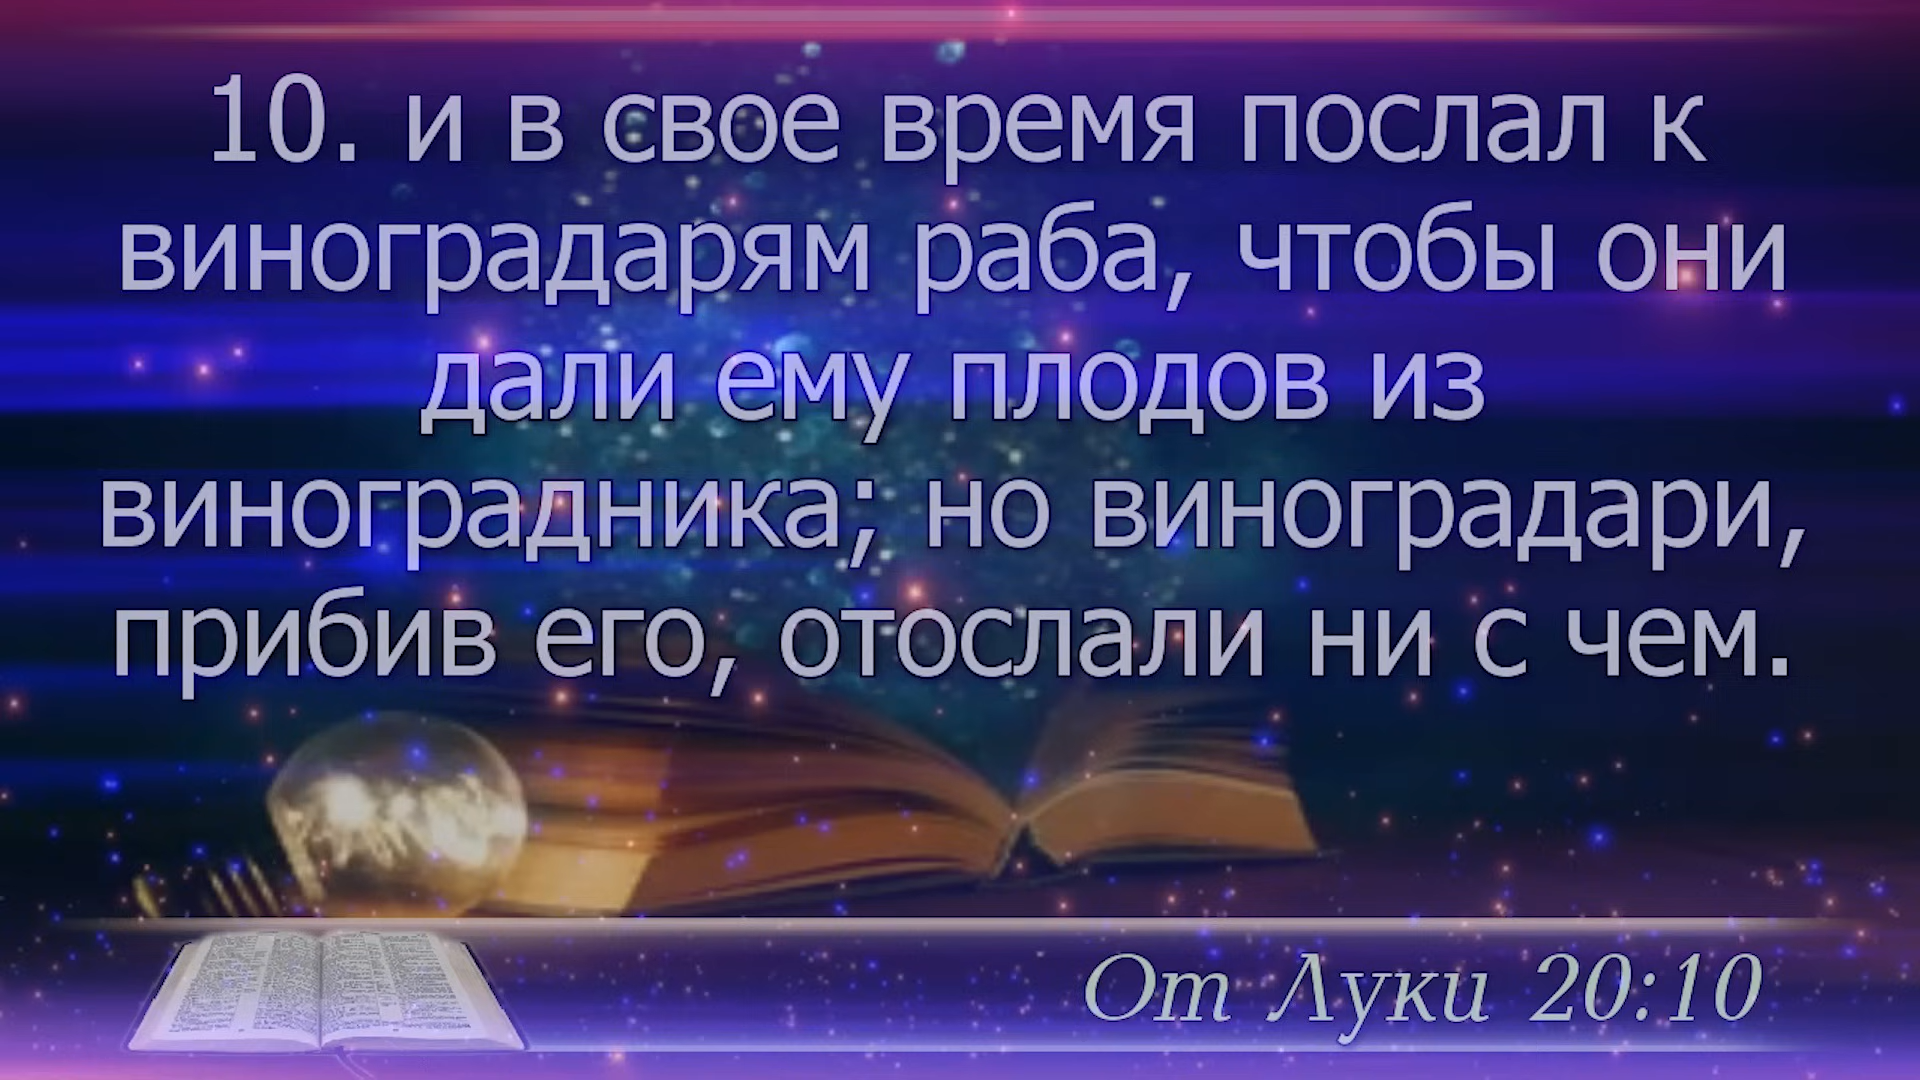 10. и в свое время послал к
виноградарям раба, чтобы они
дали ему плодов из
виноградника; но виноградари,
прибив его, отослали ни с чем.
От Луки 20:10